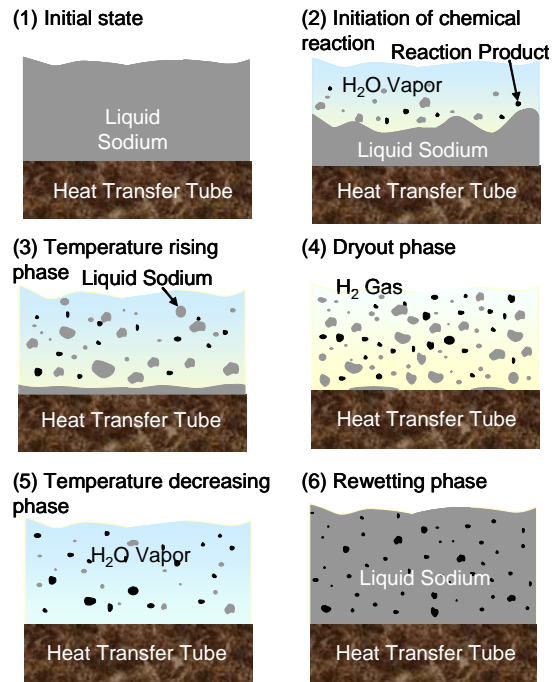 (1) Initial state
Liquid
Sodium
Heat Transfer Tube
(2) Initiation of chemical
reaction
Reaction Product
H₂O Vapor
Liquid Sodium
Heat Transfer Tube
(3) Temperature rising
phase
Liquid Sodium
Heat Transfer Tube
(4) Dryout phase
H₂ Gas
Heat Transfer Tube
(5) Temperature decreasing
phase
H₂O Vapor
Heat Transfer Tube
(6) Rewetting phase
Liquid Sodium
Heat Transfer Tube